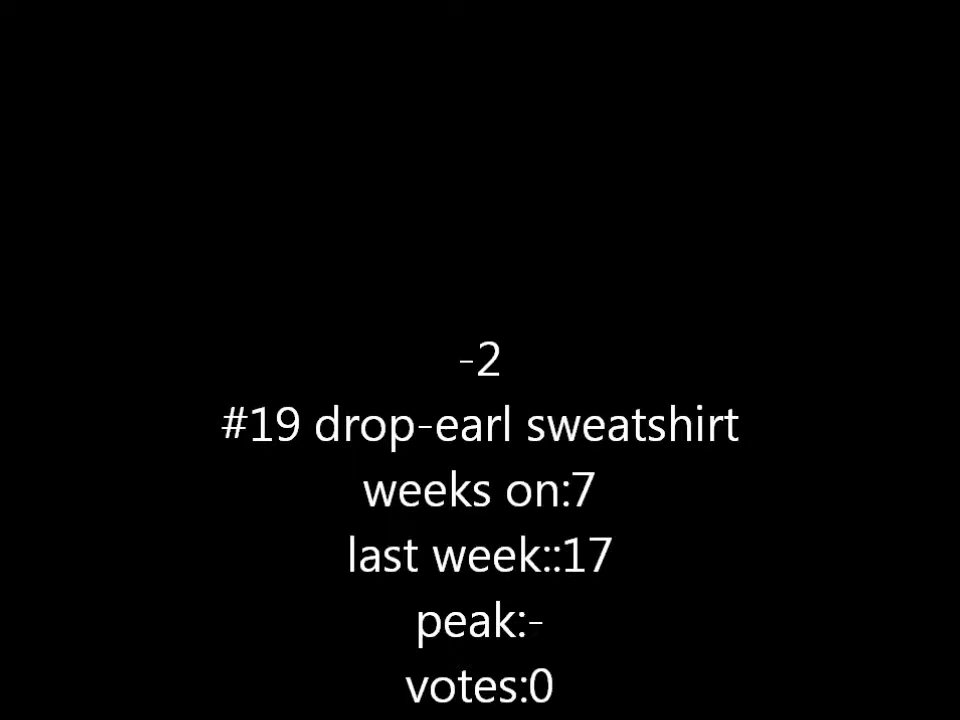 -2
#19 drop-earl sweatshirt
weeks on:7
last week::17
peak:-
votes:0